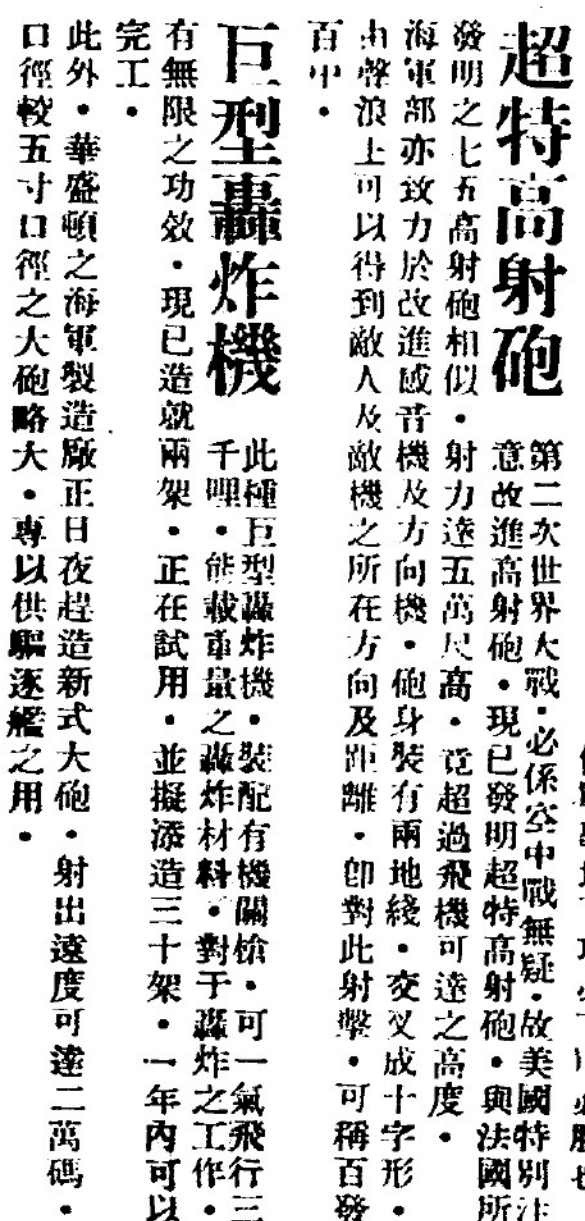 超特高射砲
第二次世界大戰・必係空中戰無疑・故美國特別注
意改進高射砲・現已發明超特高射砲・與法國所
發明之七五高射砲相似・射力達五萬尺高・竟超過飛機可達之高度・
海軍部亦致力於改進感音機及方向機・砲身裝有兩地綫・交叉成十字形・
由聲浪上可以得到敵人及敵機之所在方向及距離・卽對此射擊・可稱百發
百中・
巨型轟炸機
此種巨型轟炸機・裝配有機關槍・可一氣飛行三
千哩・能載重量之轟炸材料・對于轟炸之工作・
有無限之功效・現已造就兩架・正在試用・並擬添造三十架・一年內可以
完工・
此外・華盛頓之海軍製造廠正日夜趕造新式大砲・射出遠度可達二萬碼・
口徑較五寸口徑之大砲略大・專以供驅逐艦之用・